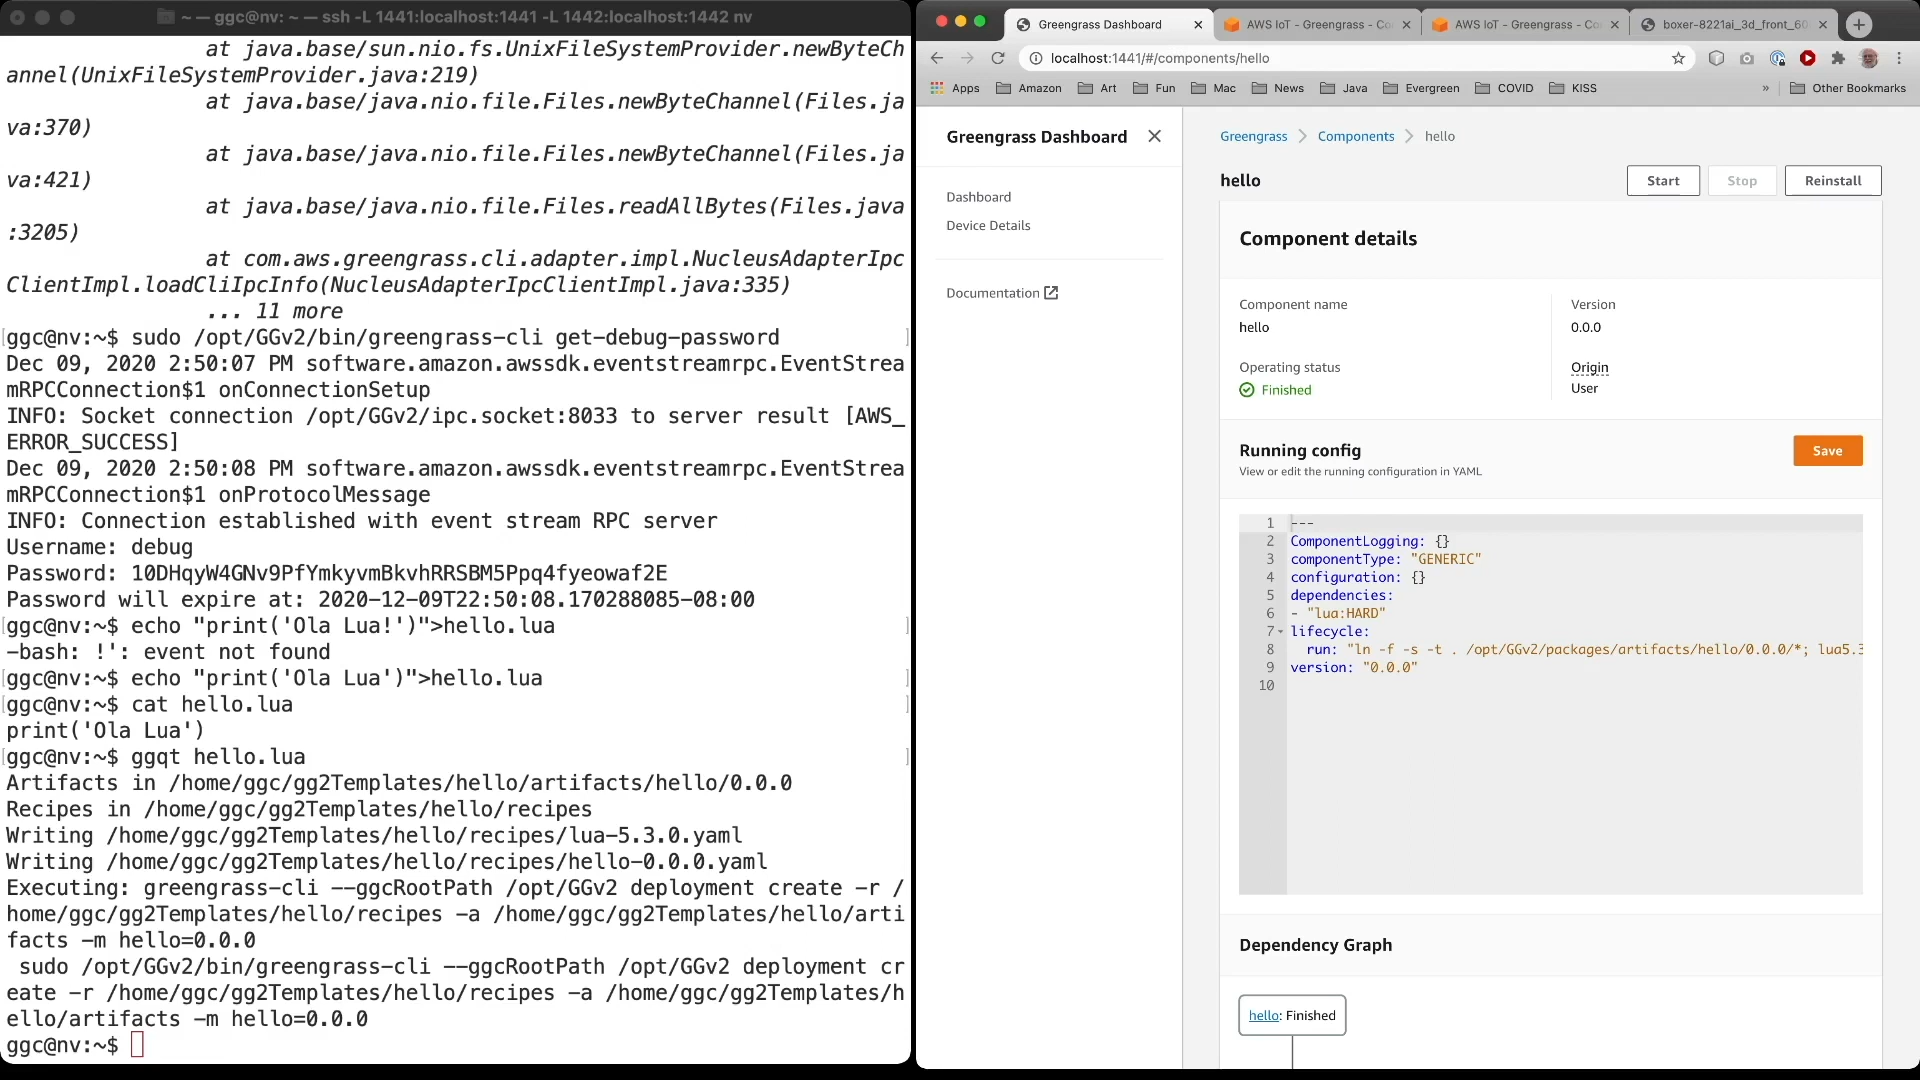 ~ — ggc@nv: ~ — ssh -L 1441:localhost:1441 -L 1442:localhost:1442 nv
at java.base/sun.nio.fs.UnixFileSystemProvider.newByteCh
annel(UnixFileSystemProvider.java:219)
at java.base/java.nio.file.Files.newByteChannel(Files.ja
va:370)
at java.base/java.nio.file.Files.newByteChannel(Files.ja
va:421)
at java.base/java.nio.file.Files.readAllBytes(Files.java
:3205)
at com.aws.greengrass.cli.adapter.impl.NucleusAdapterIpc
ClientImpl.loadCliIpcInfo(NucleusAdapterIpcClientImpl.java:335)
... 11 more
[ggc@nv:~$ sudo /opt/GGv2/bin/greengrass-cli get-debug-password ]
Dec 09, 2020 2:50:07 PM software.amazon.awssdk.eventstreamrpc.EventStrea
mRPCConnection$1 onConnectionSetup
INFO: Socket connection /opt/GGv2/ipc.socket:8033 to server result [AWS_
ERROR_SUCCESS]
Dec 09, 2020 2:50:08 PM software.amazon.awssdk.eventstreamrpc.EventStrea
mRPCConnection$1 onProtocolMessage
INFO: Connection established with event stream RPC server
Username: debug
Password: 10DHqyW4GNv9PfYmkyvmBkvhRRSBM5Ppq4fyeowaf2E
Password will expire at: 2020-12-09T22:50:08.170288085-08:00
[ggc@nv:~$ echo "print('Ola Lua!')">hello.lua ]
-bash: !': event not found
[ggc@nv:~$ echo "print('Ola Lua')">hello.lua ]
[ggc@nv:~$ cat hello.lua ]
print('Ola Lua')
[ggc@nv:~$ ggqt hello.lua ]
Artifacts in /home/ggc/gg2Templates/hello/artifacts/hello/0.0.0
Recipes in /home/ggc/gg2Templates/hello/recipes
Writing /home/ggc/gg2Templates/hello/recipes/lua-5.3.0.yaml
Writing /home/ggc/gg2Templates/hello/recipes/hello-0.0.0.yaml
Executing: greengrass-cli --ggcRootPath /opt/GGv2 deployment create -r /
home/ggc/gg2Templates/hello/recipes -a /home/ggc/gg2Templates/hello/arti
facts -m hello=0.0.0
sudo /opt/GGv2/bin/greengrass-cli --ggcRootPath /opt/GGv2 deployment cr
eate -r /home/ggc/gg2Templates/hello/recipes -a /home/ggc/gg2Templates/h
ello/artifacts -m hello=0.0.0
ggc@nv:~$
Greengrass Dashboard
AWS IoT - Greengrass - Co
AWS IoT - Greengrass - Co
boxer-8221ai_3d_front_60
localhost:1441/#/components/hello
Apps Amazon Art Fun Mac News Java Evergreen COVID KISS » Other Bookmarks
Greengrass Dashboard
Dashboard
Device Details
Documentation
Greengrass Components hello
hello
Start Stop Reinstall
Component details
Component name
hello
Version
0.0.0
Operating status
Finished
Origin
User
Running config
View or edit the running configuration in YAML
Save
1 ---
2 ComponentLogging: {}
3 componentType: "GENERIC"
4 configuration: {}
5 dependencies:
6 - "lua:HARD"
7 lifecycle:
8 run: "ln -f -s -t . /opt/GGv2/packages/artifacts/hello/0.0.0/*; lua5.3
9 version: "0.0.0"
10
Dependency Graph
hello: Finished